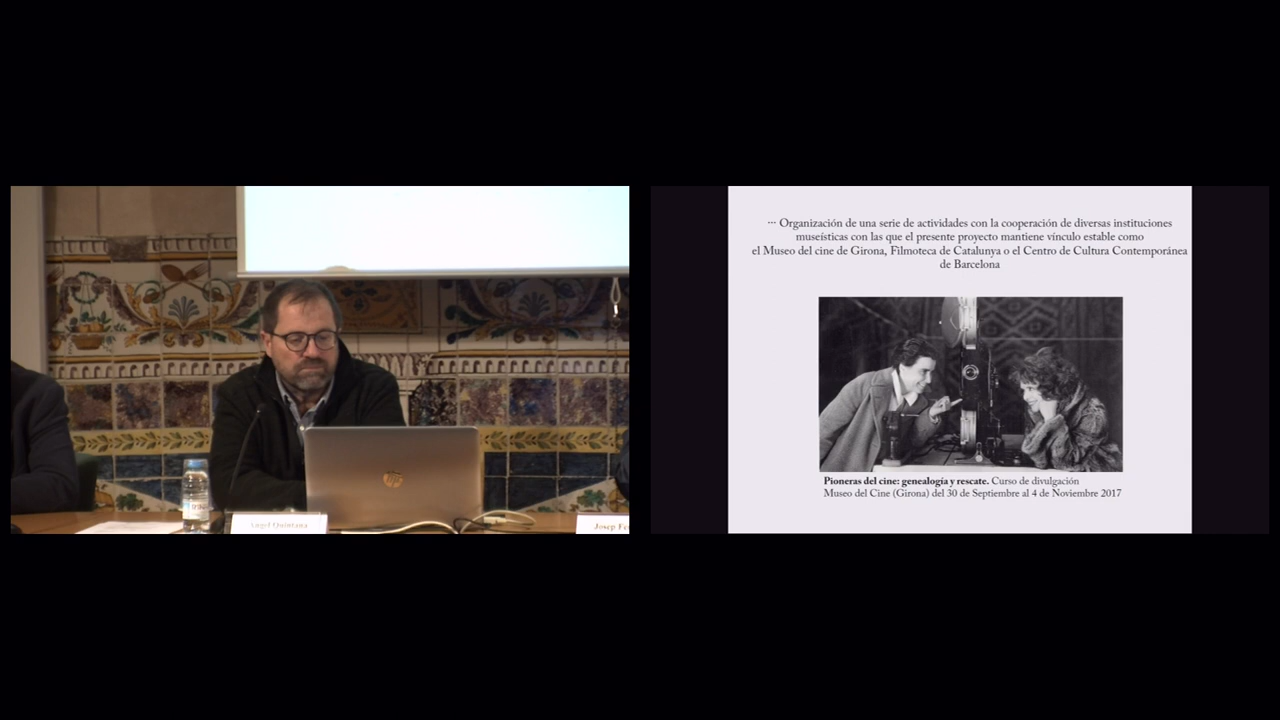 ··· Organización de una serie de actividades con la cooperación de diversas instituciones
museísticas con las que el presente proyecto mantiene vínculo estable como
el Museo del cine de Girona, Filmoteca de Catalunya o el Centro de Cultura Contemporánea
de Barcelona
Pioneras del cine: genealogía y rescate. Curso de divulgación
Museo del Cine (Girona) del 30 de Septiembre al 4 de Noviembre 2017
hp
Àngel Quintana
Josep